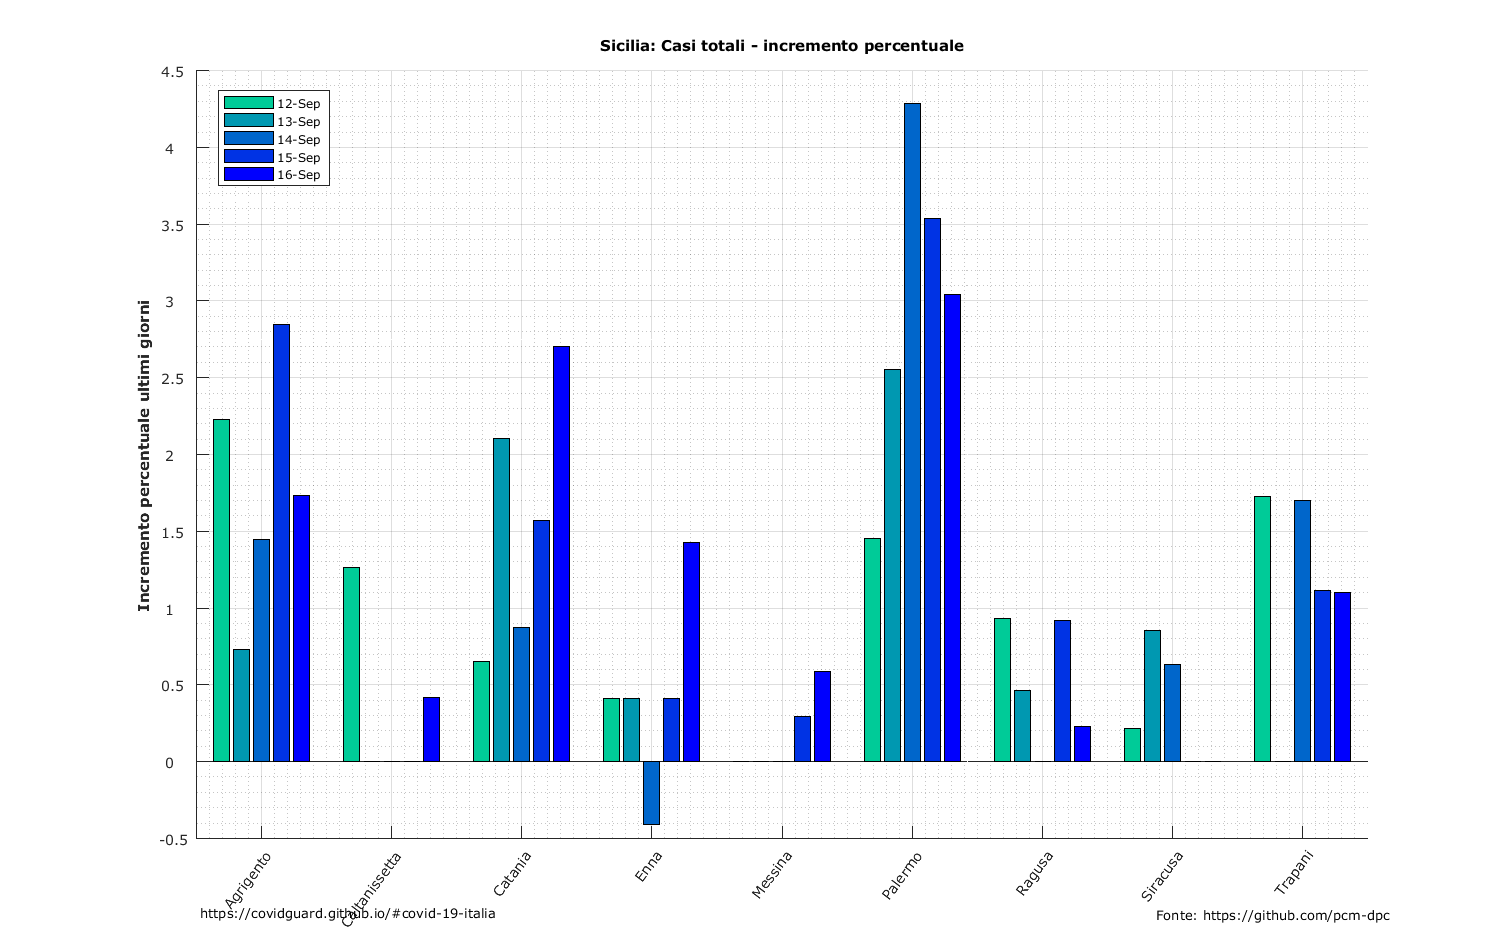 Sicilia: Casi totali - incremento percentuale
4.5
4
3.5
3
2.5
2
1.5
1
0.5
0
-0.5
12-Sep
13-Sep
14-Sep
15-Sep
16-Sep
Incremento percentuale ultimi giorni
Agrigento
Caltanissetta
Catania
Enna
Messina
Palermo
Ragusa
Siracusa
Trapani
https://covidguard.github.io/#covid-19-italia
Fonte: https://github.com/pcm-dpc